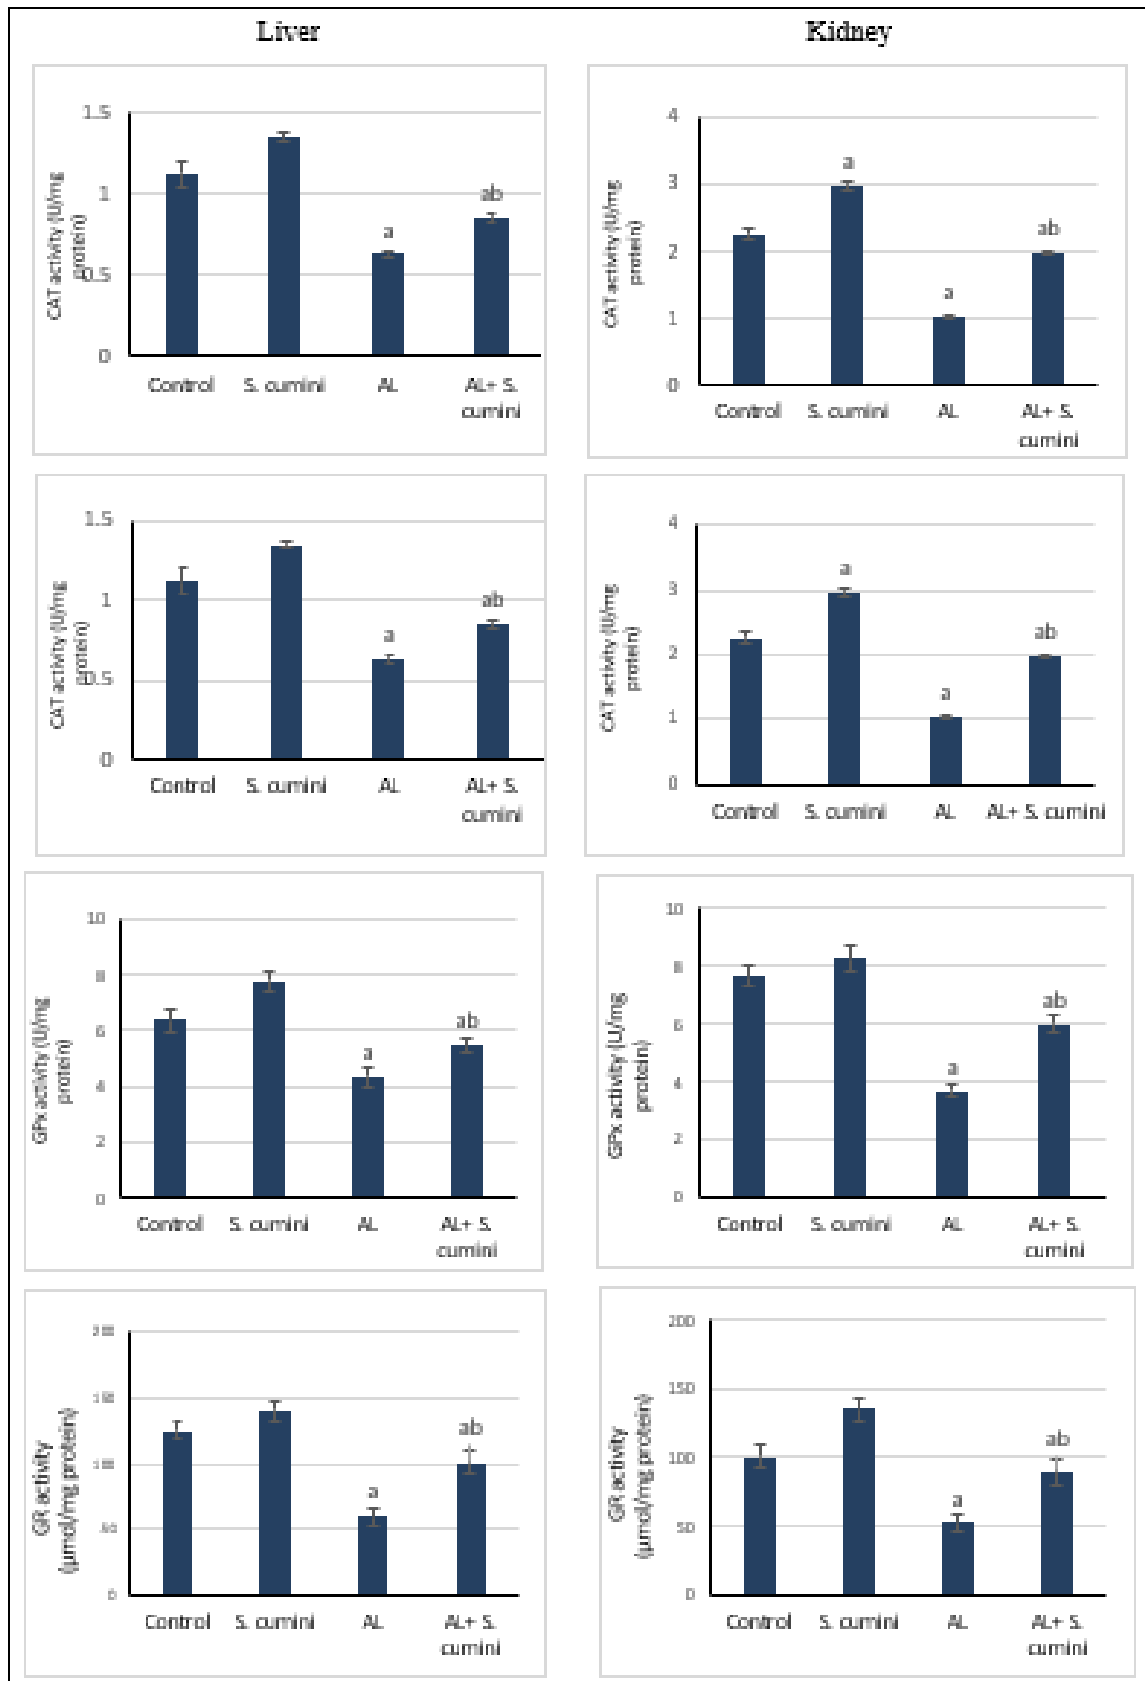 Liver
Kidney
CAT activity (U/mg
protein)
1.5
1
0.5
0
a
ab
Control
S. cumini
AL
AL+ S.
cumini
CAT activity (U/mg
protein)
4
3
2
1
0
a
a
ab
Control
S. cumini
AL
AL+ S.
cumini
CAT activity (U/mg
protein)
1.5
1
0.5
0
a
ab
Control
S. cumini
AL
AL+ S.
cumini
CAT activity (U/mg
protein)
4
3
2
1
0
a
a
ab
Control
S. cumini
AL
AL+ S. cumini
GPx activity (U/mg
protein)
10
8
6
4
2
0
a
ab
Control
S. cumini
AL
AL+ S.
cumini
GPx activity (U/mg
protein)
10
8
6
4
2
0
a
ab
Control
S. cumini
AL
AL+ S.
cumini
GR activity
(µmol/mg protein)
200
150
100
50
0
a
ab
Control
S. cumini
AL
AL+ S.
cumini
GR activity
(µmol/mg protein)
200
150
100
50
0
a
ab
Control
S. cumini
AL
AL+ S.
cumini